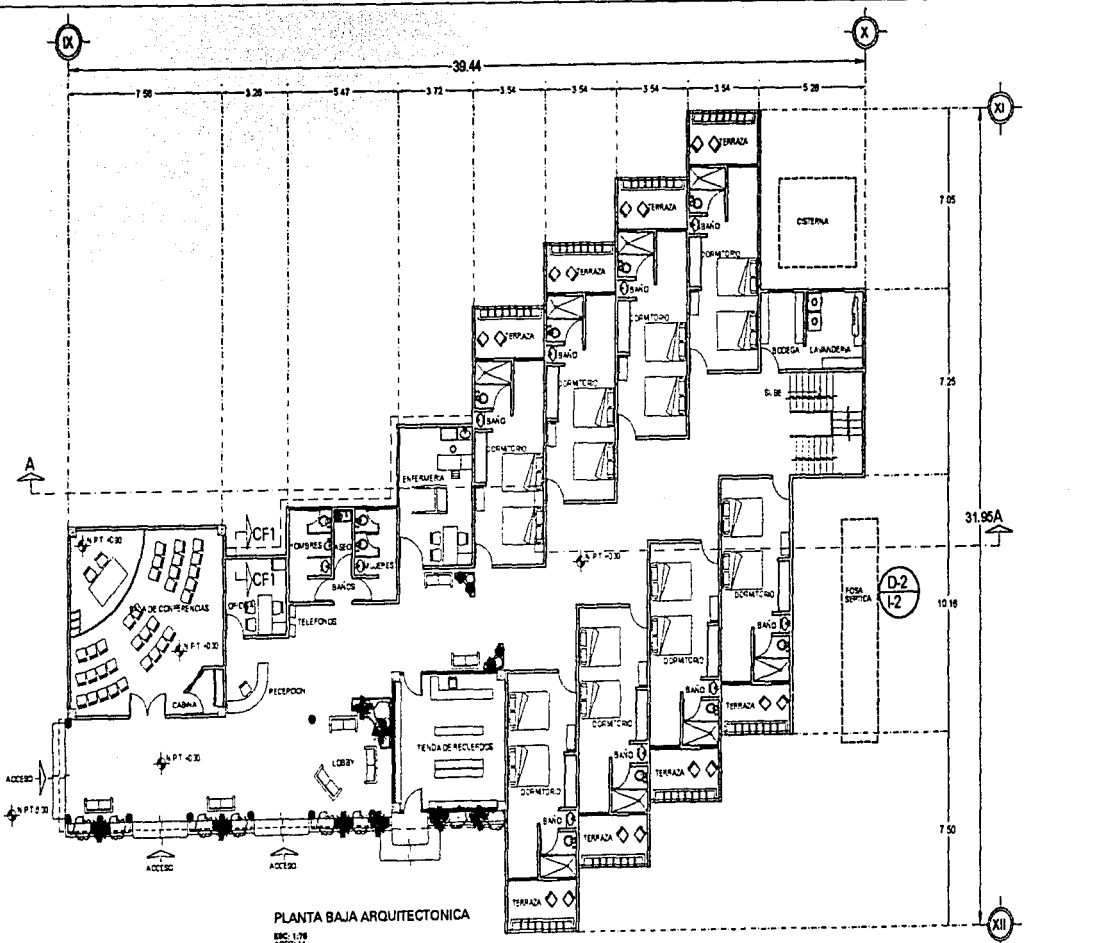 IX
X
39.44
7.58 3.26 5.47 3.72 3.54 3.54 3.54 3.54 5.28
XI
TERRAZA
7.05
CISTERNA
TERRAZA
BAÑO
DORMITORIO
TERRAZA
BAÑO
DORMITORIO
TERRAZA
BAÑO
DORMITORIO
BODEGA LAVANDERIA
7.25
SUBE
BAÑO
DORMITORIO
A
ENFERMERIA
31.95 A
N.P.T +0.30
CF1
HOMBRES ASEO MUJERES
N.P.T +0.30
CF1
BAÑOS
D-2
I-2
FOSA SEPTICA
10.16
DORMITORIO
OFICINA
SALA DE CONFERENCIAS
TELEFONOS
BAÑO
N.P.T +0.30
DORMITORIO
RECEPCION
CABINA
BAÑO
TERRAZA
DORMITORIO
TIENDA DE RECUERDOS
LOBBY
N.P.T +0.30
BAÑO
TERRAZA
ACCESO
DORMITORIO
N.P.T 0.00
BAÑO
TERRAZA
7.50
ACCESO
ACCESO
TERRAZA
PLANTA BAJA ARQUITECTONICA
XII